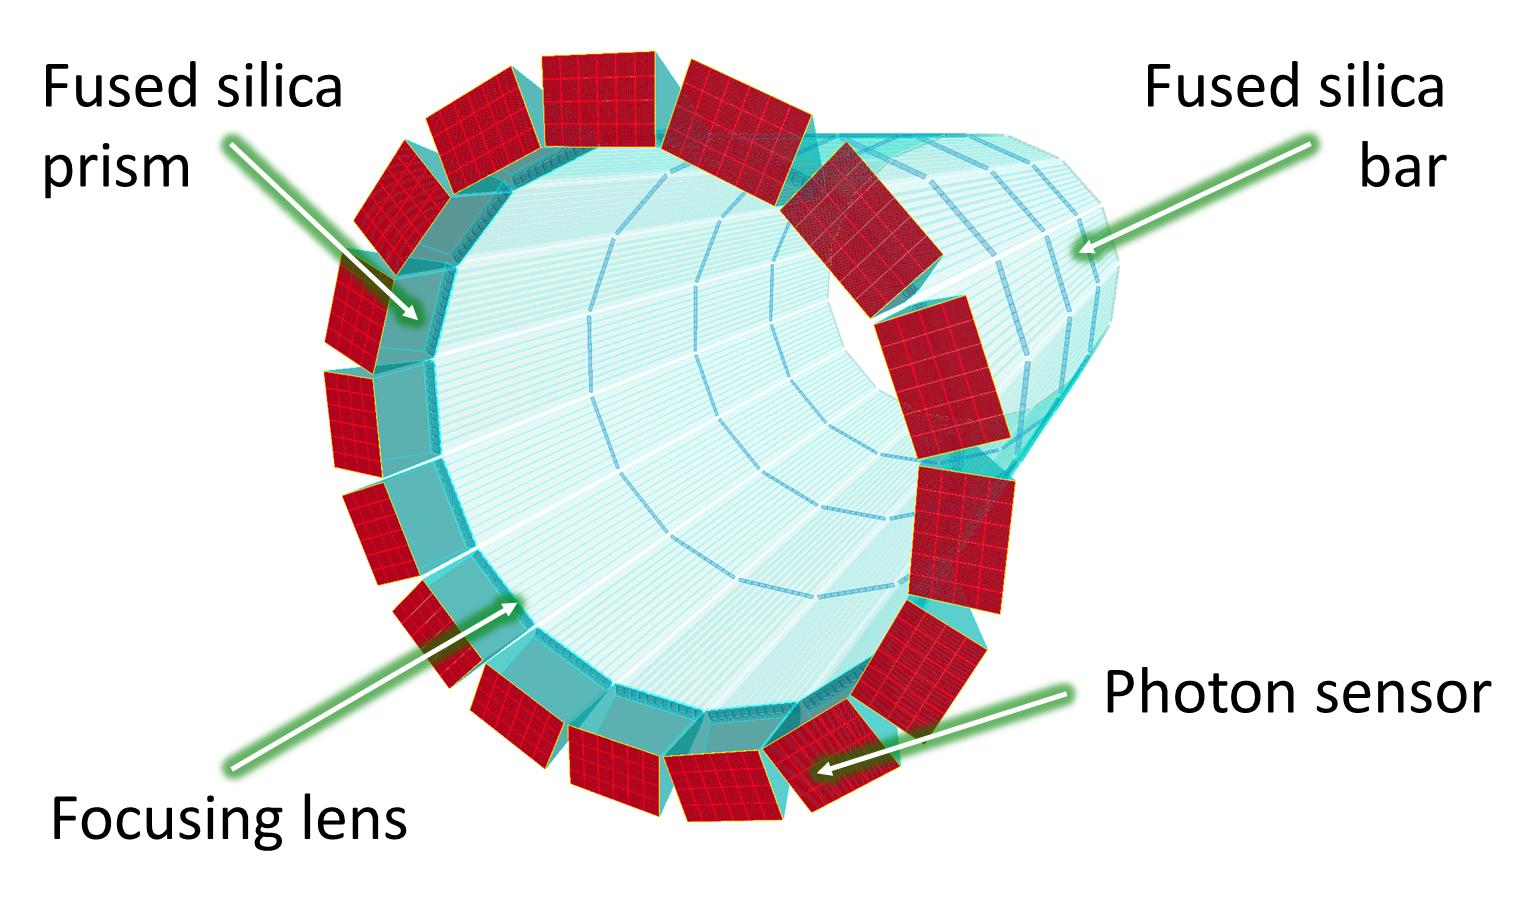 Fused silica
prism
Fused silica
bar
Photon sensor
Focusing lens